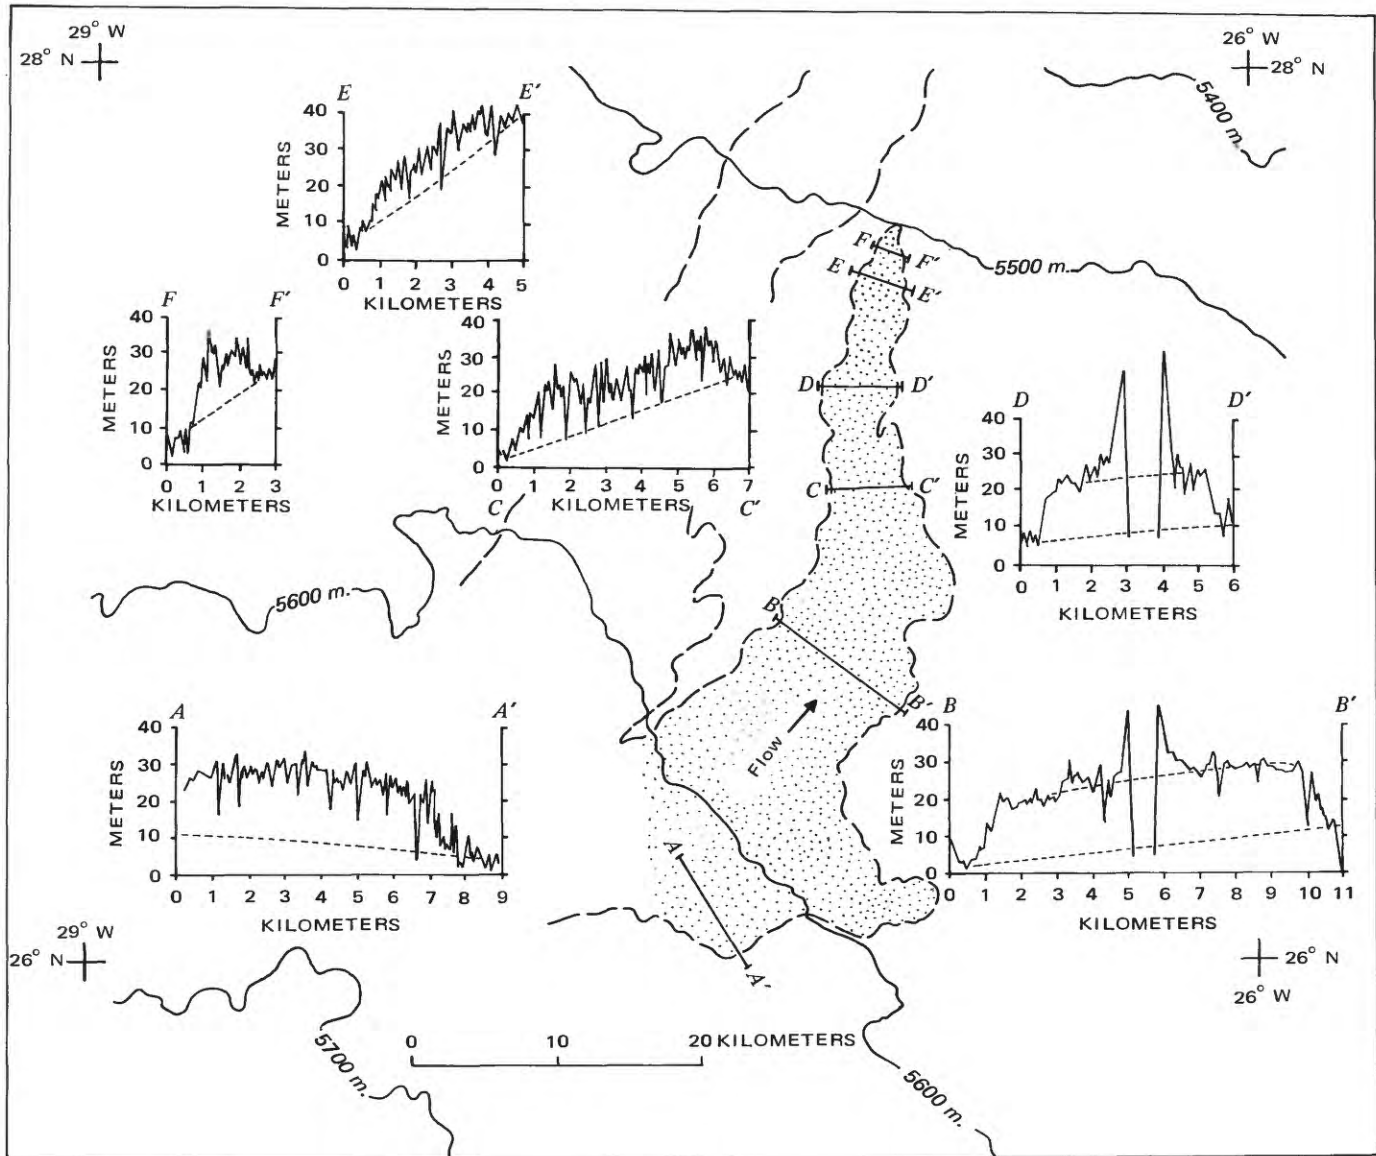 29° W
28° N
26° W
28° N
5400 m.
E E'
40
30
20
10
0
METERS
0 1 2 3 4 5
KILOMETERS
F F'
40
30
20
10
0
METERS
0 1 2 3
KILOMETERS
40
30
20
10
0
METERS
0 1 2 3 4 5 6 7
C KILOMETERS C'
F F'
E E'
5500 m.
D D'
C C'
D D'
40
30
20
10
0
METERS
0 1 2 3 4 5 6
KILOMETERS
5600 m.
B
B'
Flow
A A'
40
30
20
10
0
METERS
0 1 2 3 4 5 6 7 8 9
KILOMETERS
B B'
40
30
20
10
0
METERS
0 1 2 3 4 5 6 7 8 9 10 11
KILOMETERS
A
A'
29° W
26° N
26° N
26° W
0 10 20 KILOMETERS
5700 m.
5600 m.